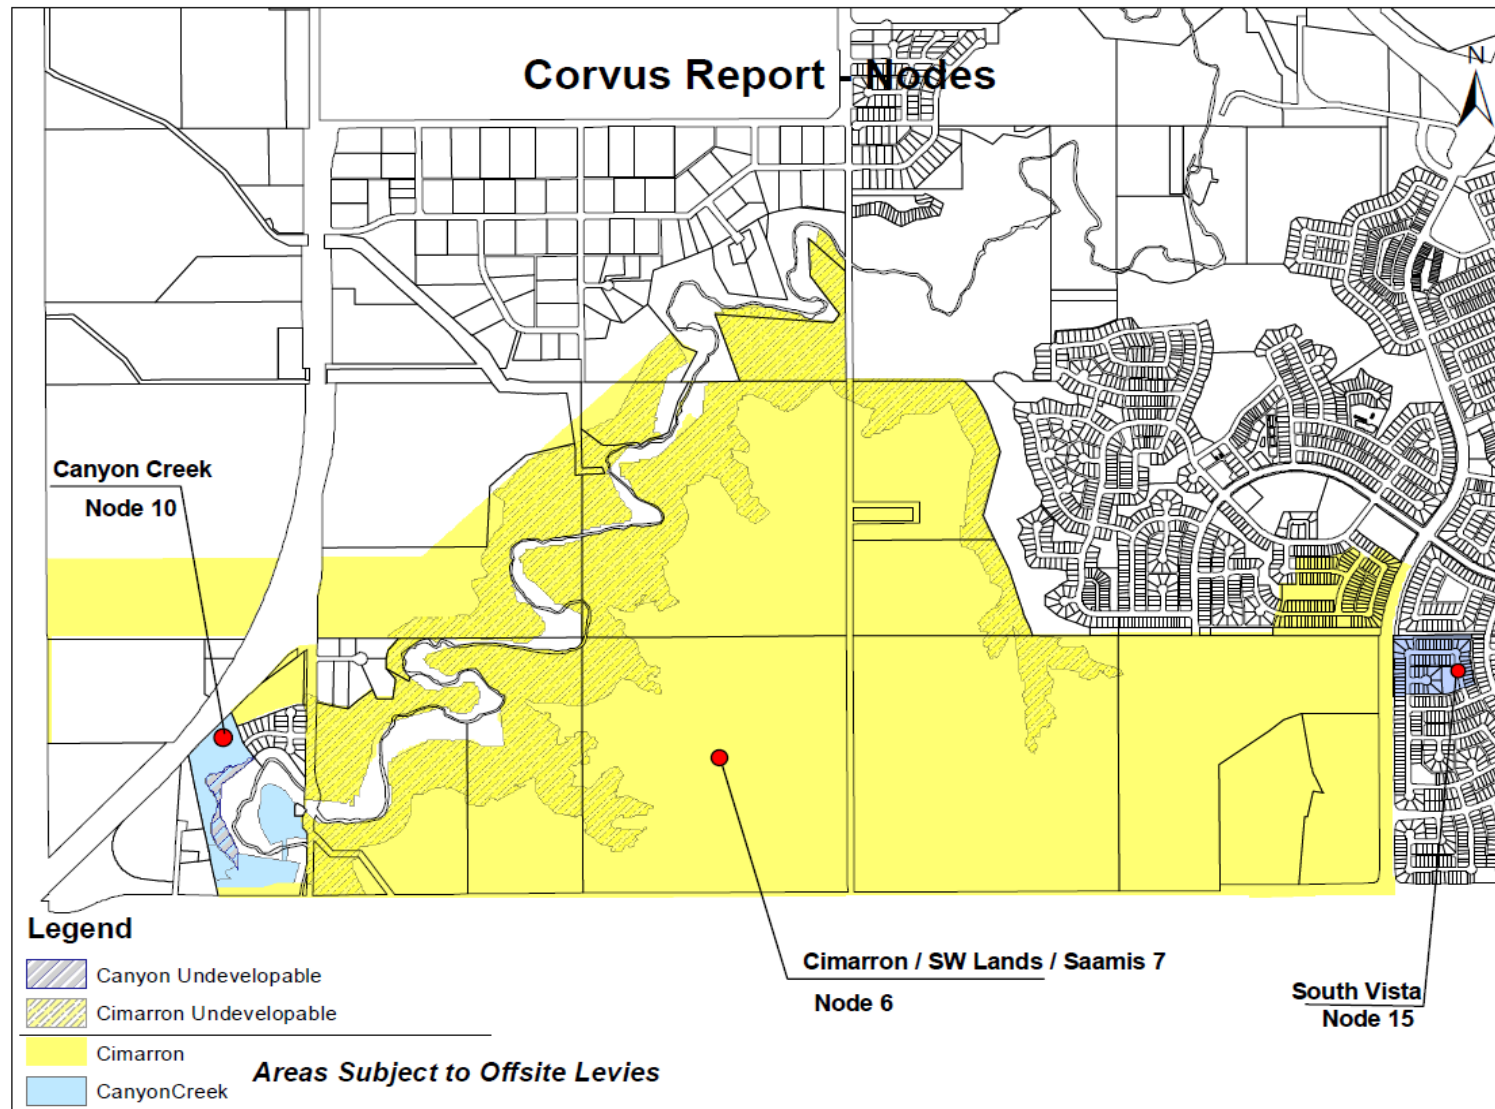 Corvus Report - Nodes
N
Canyon Creek
Node 10
Cimarron / SW Lands / Saamis 7
Node 6
South Vista
Node 15
Legend
Canyon Undevelopable
Cimarron Undevelopable
Cimarron
CanyonCreek
Areas Subject to Offsite Levies